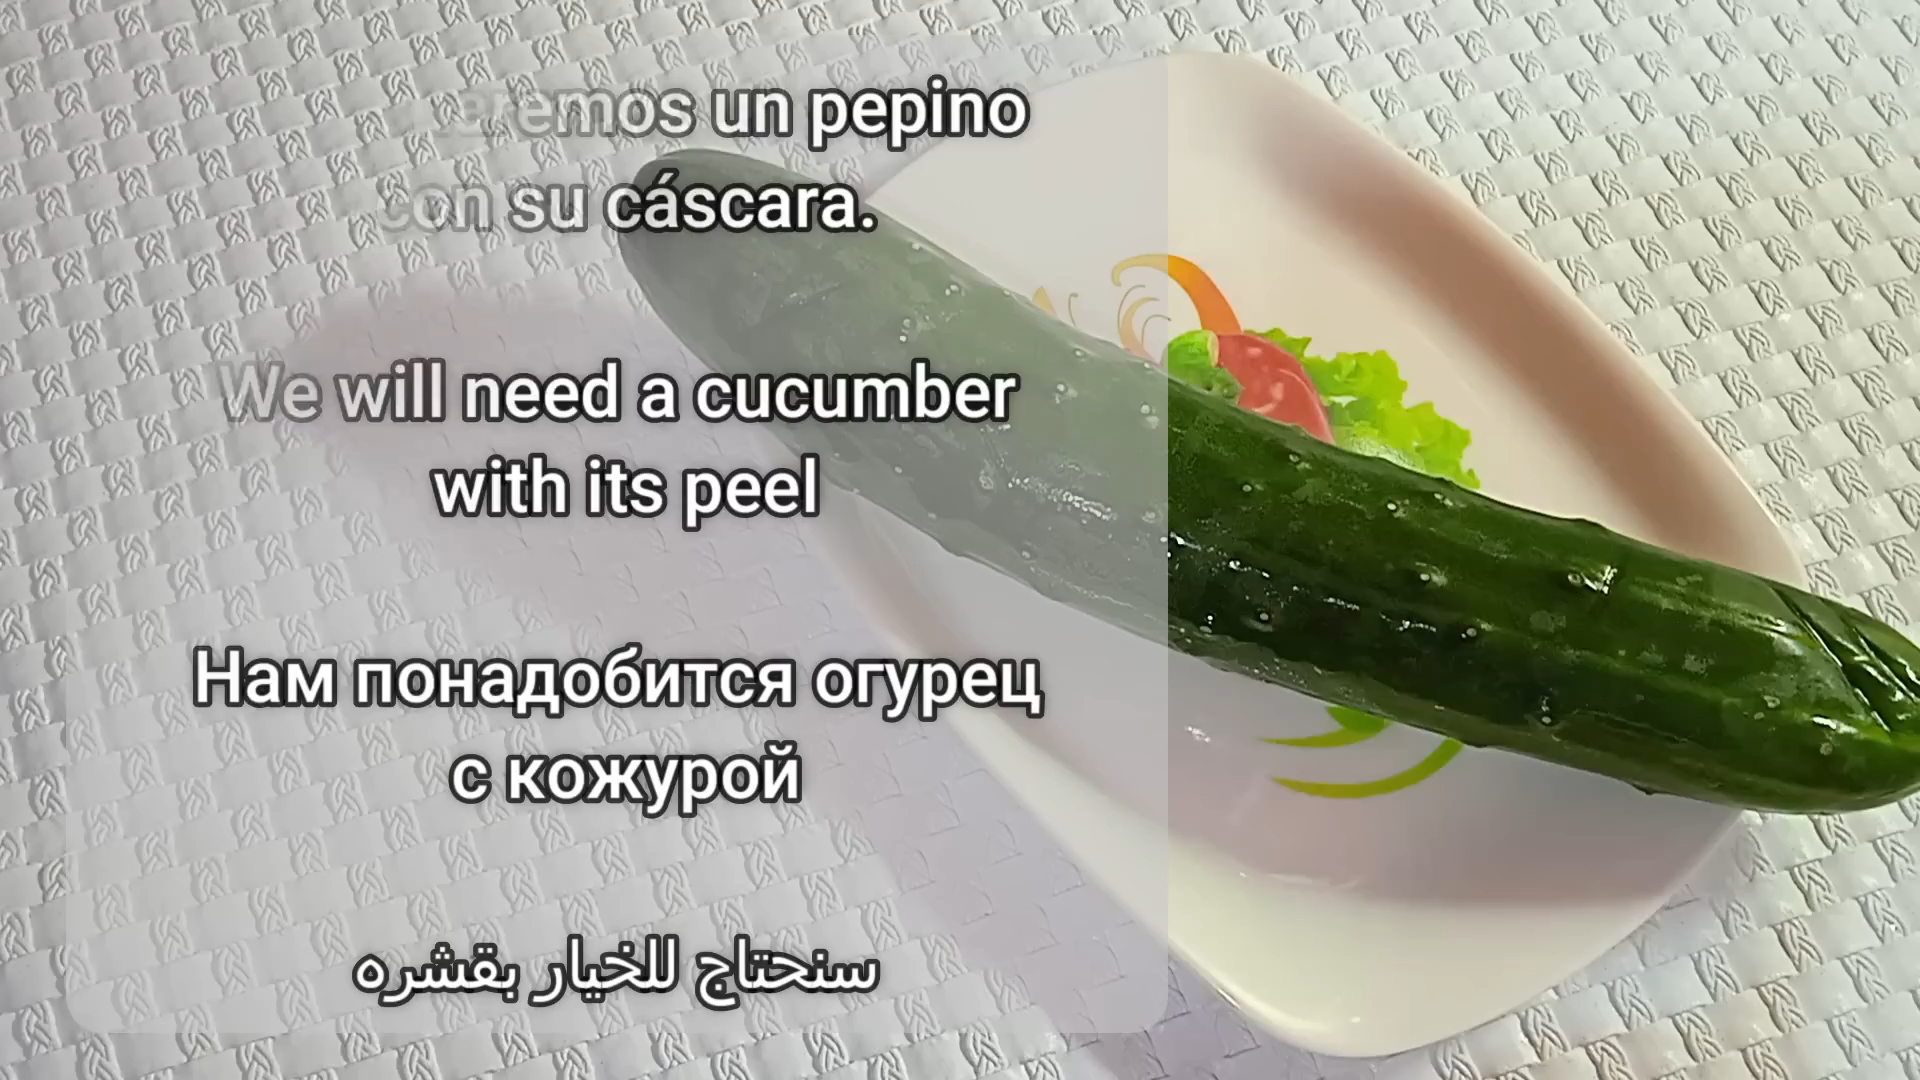 un pepino
con su cáscara.
We will need a cucumber
with its peel
Нам понадобится огурец
с кожурой
سنحتاج للخيار بقشره